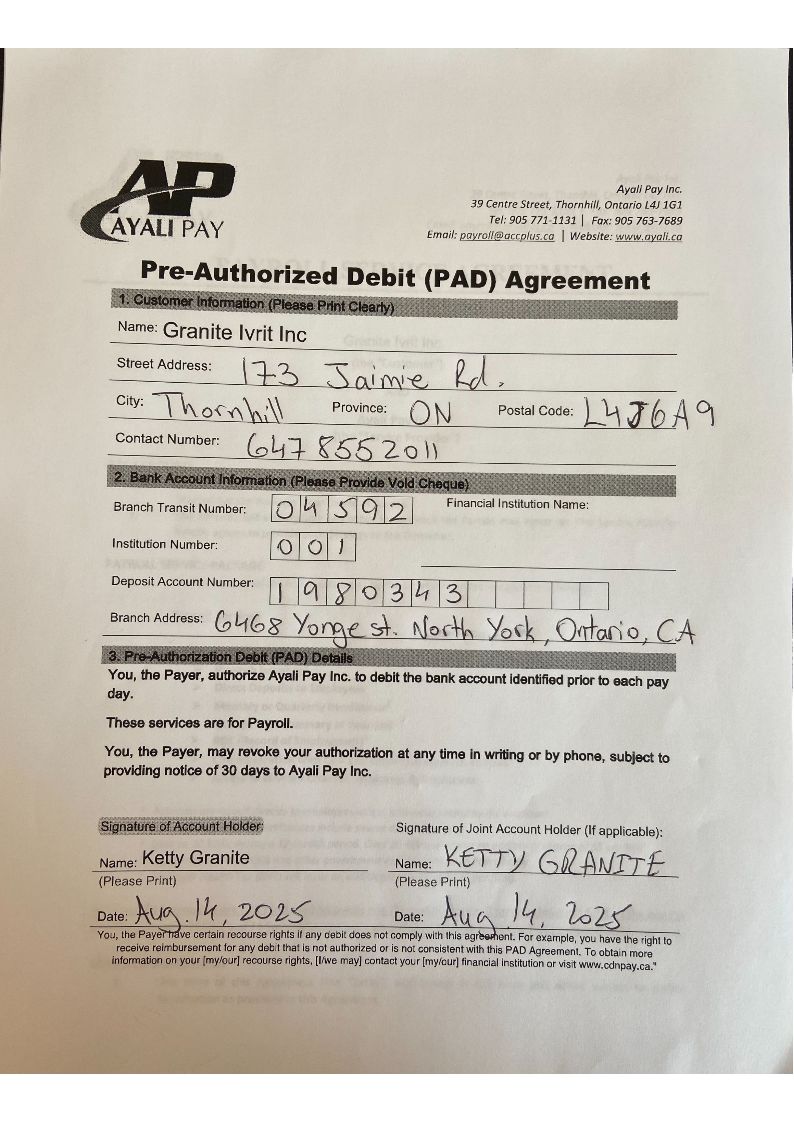 AP
AYALI PAY
Ayali Pay Inc.
39 Centre Street, Thornhill, Ontario L4J 1G1
Tel: 905 771-1131 | Fax: 905 763-7689
Email: payroll@accplus.ca | Website: www.ayali.ca
Pre-Authorized Debit (PAD) Agreement
1. Customer Information (Please Print Clearly)
Name: Granite Ivrit Inc
Street Address: 173 Jaimie Rd.
City: Thornhill Province: ON Postal Code: L4J6A9
Contact Number: 6478552011
2. Bank Account Information (Please Provide Void Cheque)
Branch Transit Number: 04592 Financial Institution Name:
Institution Number: 001
Deposit Account Number: 1980343
Branch Address: 6468 Yonge st. North York, Ontario, CA
3. Pre-Authorization Debit (PAD) Details
You, the Payer, authorize Ayali Pay Inc. to debit the bank account identified prior to each pay
day.
These services are for Payroll.
You, the Payer, may revoke your authorization at any time in writing or by phone, subject to
providing notice of 30 days to Ayali Pay Inc.
Signature of Account Holder: Signature of Joint Account Holder (If applicable):
Name: Ketty Granite Name: KETTY GRANITE
(Please Print) (Please Print)
Date: Aug. 14, 2025 Date: Aug 14, 2025
You, the Payer have certain recourse rights if any debit does not comply with this agreement. For example, you have the right to
receive reimbursement for any debit that is not authorized or is not consistent with this PAD Agreement. To obtain more
information on your [my/our] recourse rights, [I/we may] contact your [my/our] financial institution or visit www.cdnpay.ca."